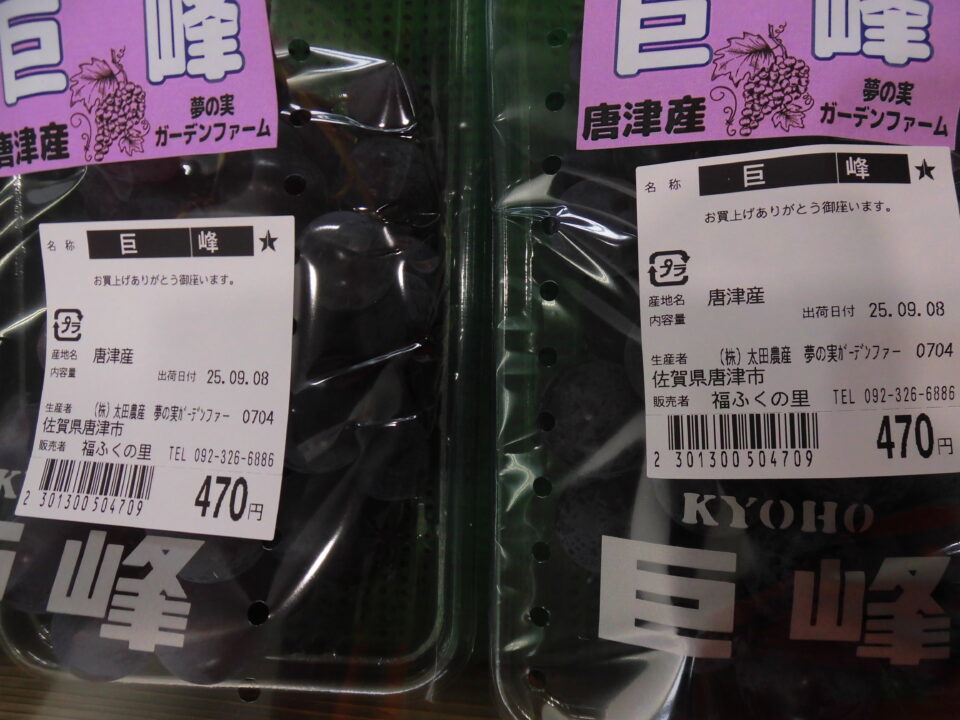 巨峰
唐津産
夢の実
ガーデンファーム
名称 巨峰 ★
お買上げありがとう御座います。
プラ
産地名 唐津産
内容量 出荷日付 25.09.08
生産者 (株)太田農産 夢の実ガーデンファー 0704
佐賀県唐津市
販売者 福ふくの里 TEL 092-326-6886
2301300504709
470円
K
巨峰
巨峰
唐津産
夢の実
ガーデンファーム
名称 巨峰 ★
お買上げありがとう御座います。
プラ
産地名 唐津産
内容量 出荷日付 25.09.08
生産者 (株)太田農産 夢の実ガーデンファー 0704
佐賀県唐津市
販売者 福ふくの里 TEL 092-326-6886
2301300504709
470円
KYOHO
巨峰